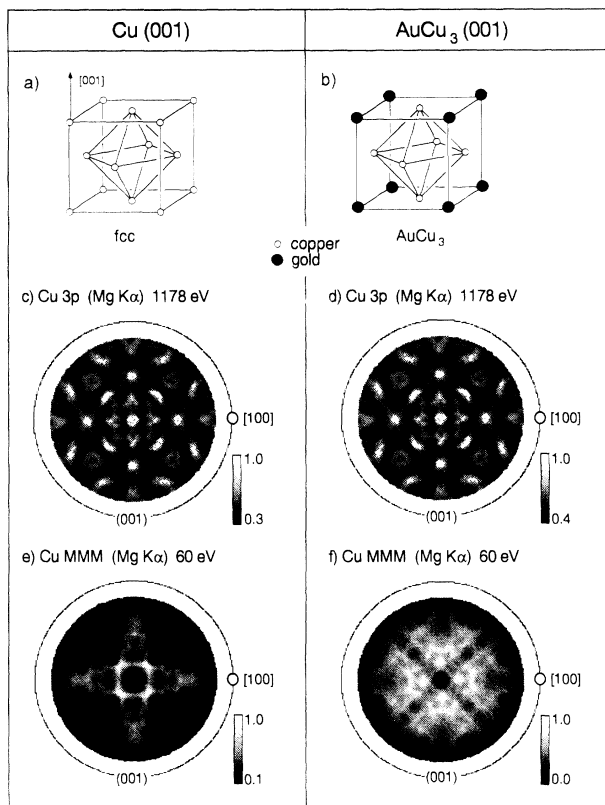 Cu (001)
AuCu₃ (001)
a)
[001]
fcc
b)
AuCu₃
copper
gold
c) Cu 3p (Mg Kα) 1178 eV
[100]
1.0
0.3
(001)
d) Cu 3p (Mg Kα) 1178 eV
[100]
1.0
0.4
(001)
e) Cu MMM (Mg Kα) 60 eV
[100]
1.0
0.1
(001)
f) Cu MMM (Mg Kα) 60 eV
[100]
1.0
0.0
(001)